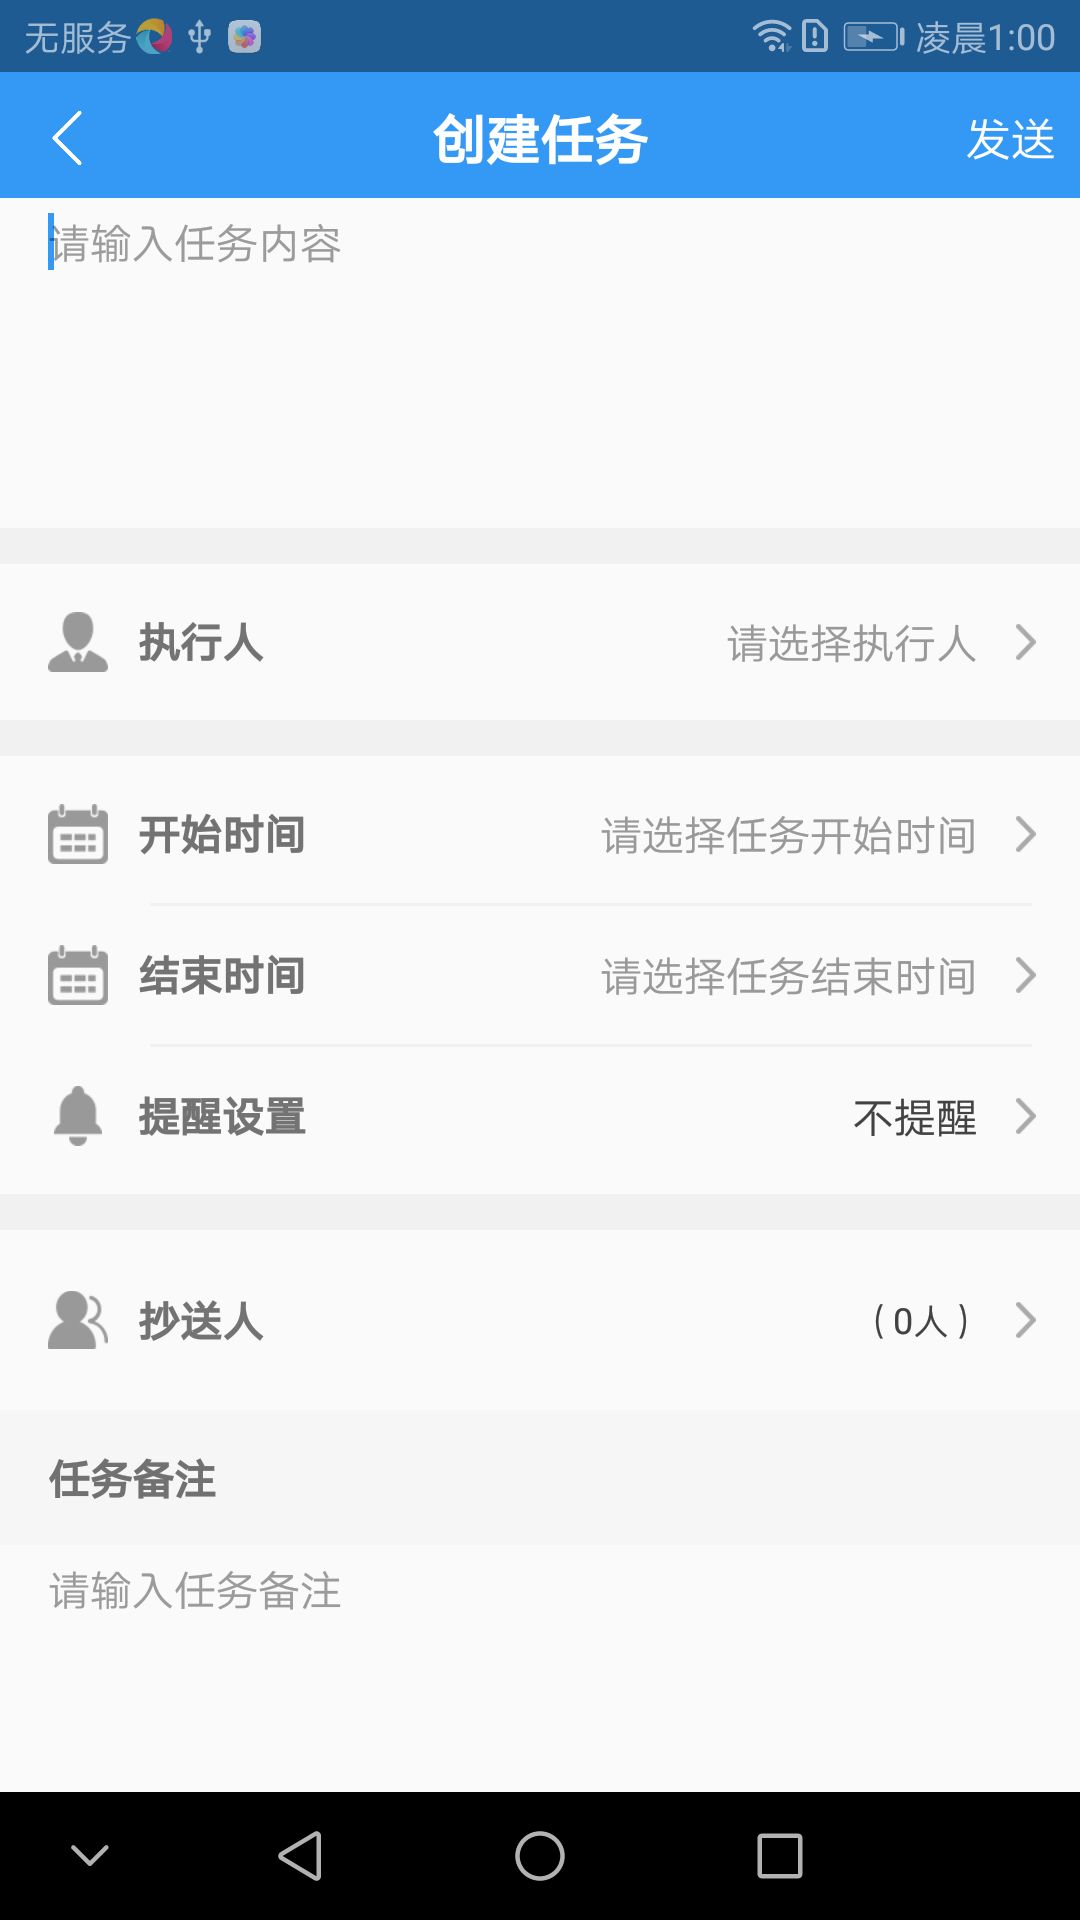 无服务 凌晨1:00
创建任务 发送
请输入任务内容
执行人 请选择执行人
开始时间 请选择任务开始时间
结束时间 请选择任务结束时间
提醒设置 不提醒
抄送人 (0人)
任务备注
请输入任务备注